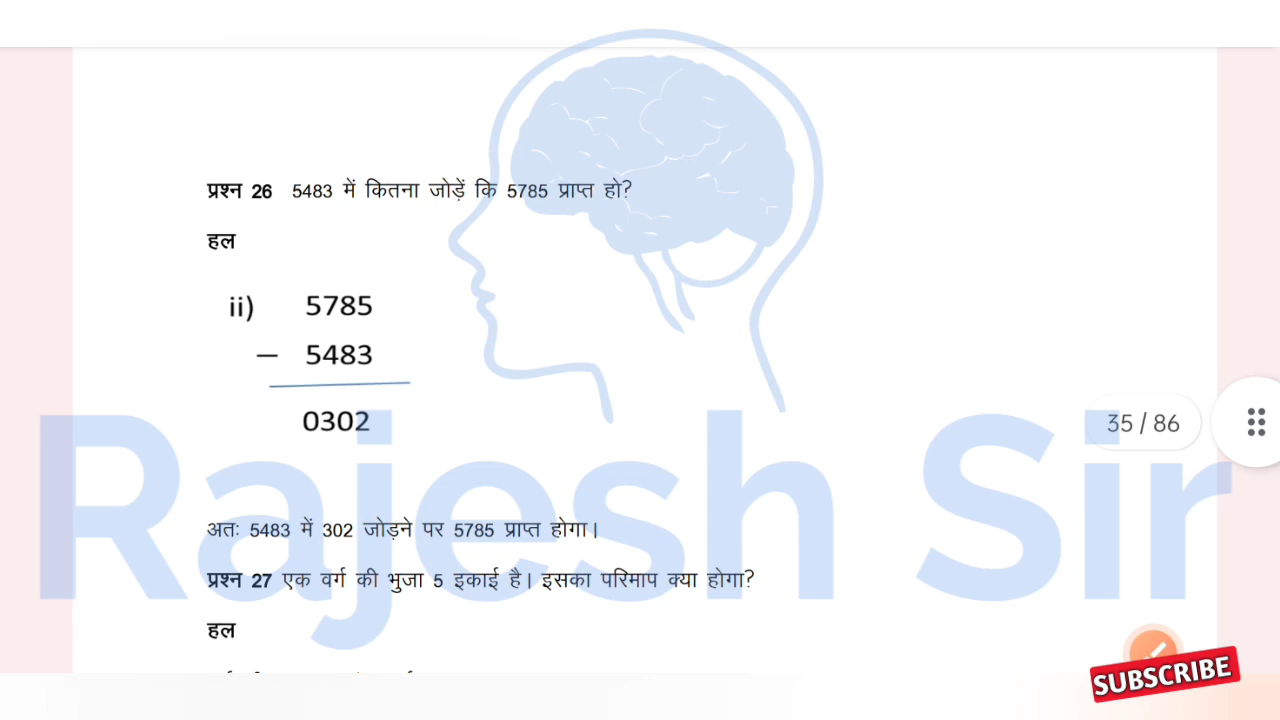 प्रश्न 26 5483 में कितना जोड़ें कि 5785 प्राप्त हो?
हल
ii) 5785
– 5483
0302
35 / 86
Rajesh Sir
अतः 5483 में 302 जोड़ने पर 5785 प्राप्त होगा।
प्रश्न 27 एक वर्ग की भुजा 5 इकाई है। इसका परिमाप क्या होगा?
हल
SUBSCRIBE